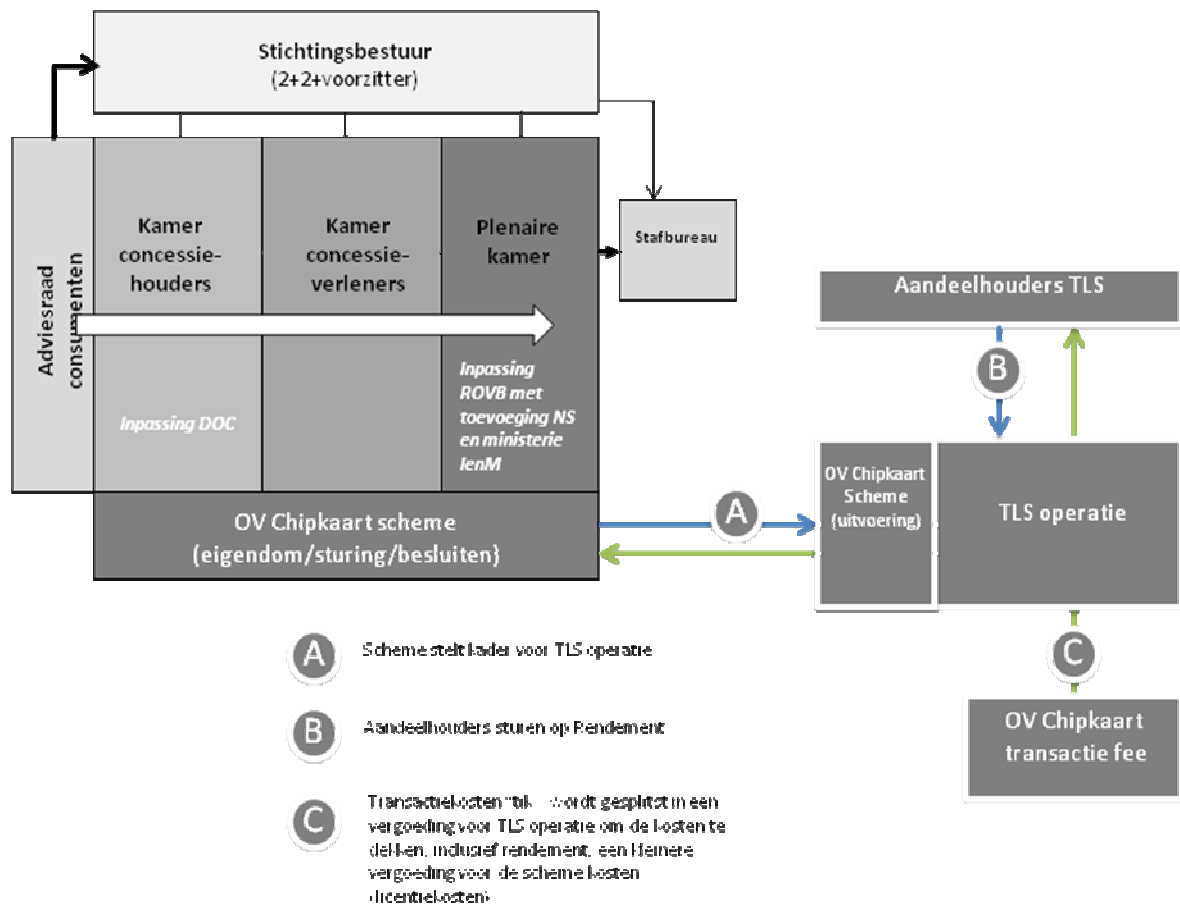 Stichtingsbestuur
(2+2+voorzitter)
Adviesraad
consumenten
Kamer
concessie-
houders
Kamer
concessie-
verleners
Plenaire
kamer
Stafbureau
Inpassing DOC
Inpassing
ROVB met
toevoeging NS
en ministerie
IenM
OV Chipkaart scheme
(eigendom/sturing/besluiten)
Aandeelhouders TLS
B
A
OV Chipkaart
Scheme
(uitvoering)
TLS operatie
C
OV Chipkaart
transactie fee
A
Scheme stelt kader voor TLS operatie
B
Aandeelhouders sturen op Rendement
C
Transactiekosten "tik" wordt gesplitst in een
vergoeding voor TLS operatie om de kosten te
dekken, inclusief rendement, een kleinere
vergoeding voor de scheme kosten
(licentiekosten)